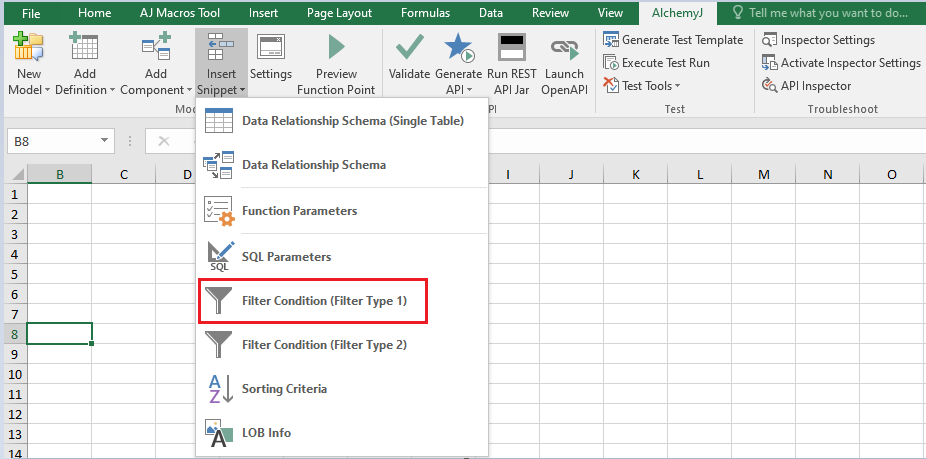 File Home AJ Macros Tool Insert Page Layout Formulas Data Review View AlchemyJ Tell me what you want to do...
New Model
Add Definition
Add Component
Insert Snippet
Settings
Preview Function Point
Validate
Generate API
Run REST API Jar
Launch OpenAPI
Generate Test Template
Execute Test Run
Test Tools
Test
Inspector Settings
Activate Inspector Settings
API Inspector
Troubleshoot
Data Relationship Schema (Single Table)
Data Relationship Schema
Function Parameters
SQL
SQL Parameters
Filter Condition (Filter Type 1)
Filter Condition (Filter Type 2)
A Z
Sorting Criteria
A
LOB Info
B8
B C D I J K L M N O
1
2
3
4
5
6
7
8
9
10
11
12
13
14